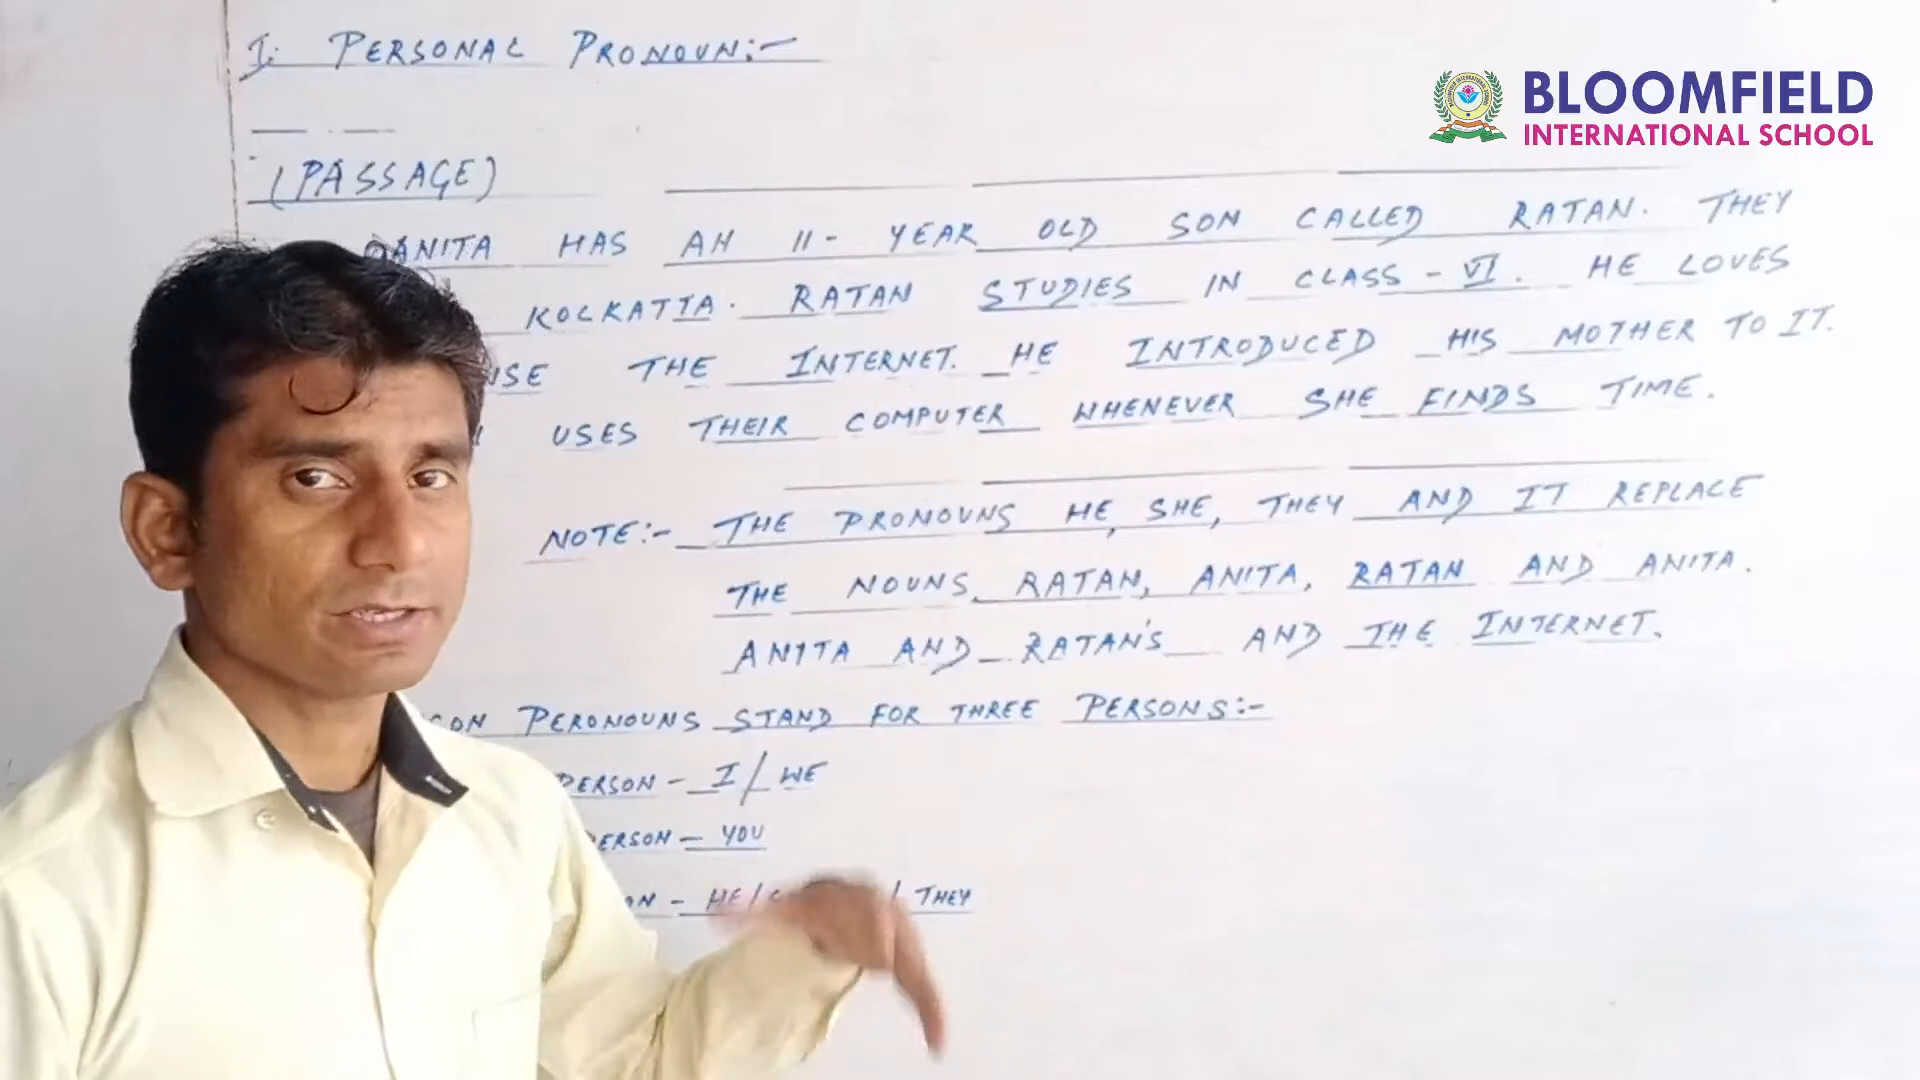 I. PERSONAL PRONOUN:-
BLOOMFIELD
INTERNATIONAL SCHOOL
(PASSAGE)
ANITA HAS AN 11- YEAR OLD SON CALLED RATAN. THEY
KOLKATTA. RATAN STUDIES IN CLASS - VI. HE LOVES
USE THE INTERNET. HE INTRODUCED HIS MOTHER TO IT.
USES THEIR COMPUTER WHENEVER SHE FINDS TIME.
NOTE:- THE PRONOUNS HE, SHE, THEY AND IT REPLACE
THE NOUNS, RATAN, ANITA, RATAN AND ANITA.
ANITA AND RATAN'S AND THE INTERNET.
SON PERONOUNS STAND FOR THREE PERSONS:-
PERSON - I / WE
PERSON - YOU
ON - HE / THEY